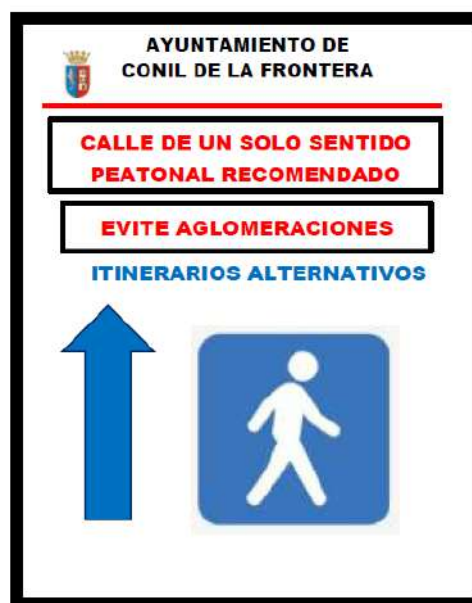 AYUNTAMIENTO DE
CONIL DE LA FRONTERA
CALLE DE UN SOLO SENTIDO
PEATONAL RECOMENDADO
EVITE AGLOMERACIONES
ITINERARIOS ALTERNATIVOS